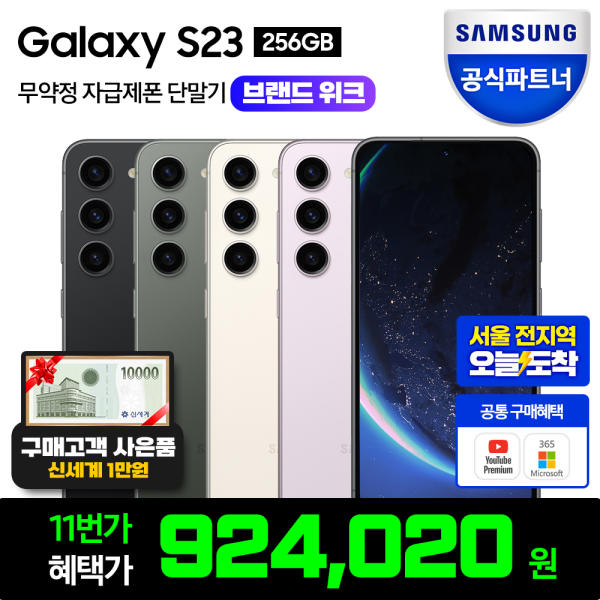 Galaxy S23 256GB
SAMSUNG
공식파트너
무약정 자급제폰 단말기 브랜드 위크
서울 전지역
오늘도착
10000
신세계
구매고객 사은품
신세계 1만원
공통 구매혜택
YouTube
Premium
365
Microsoft
11번가
혜택가
924,020 원